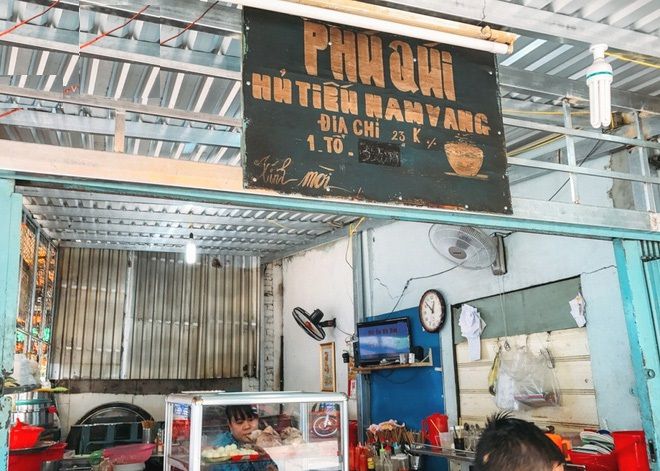 PHÚ QUÍ
HỦ TIẾU NAM VANG
ĐỊA CHỈ 23 K
1.TÔ -
Kính mời